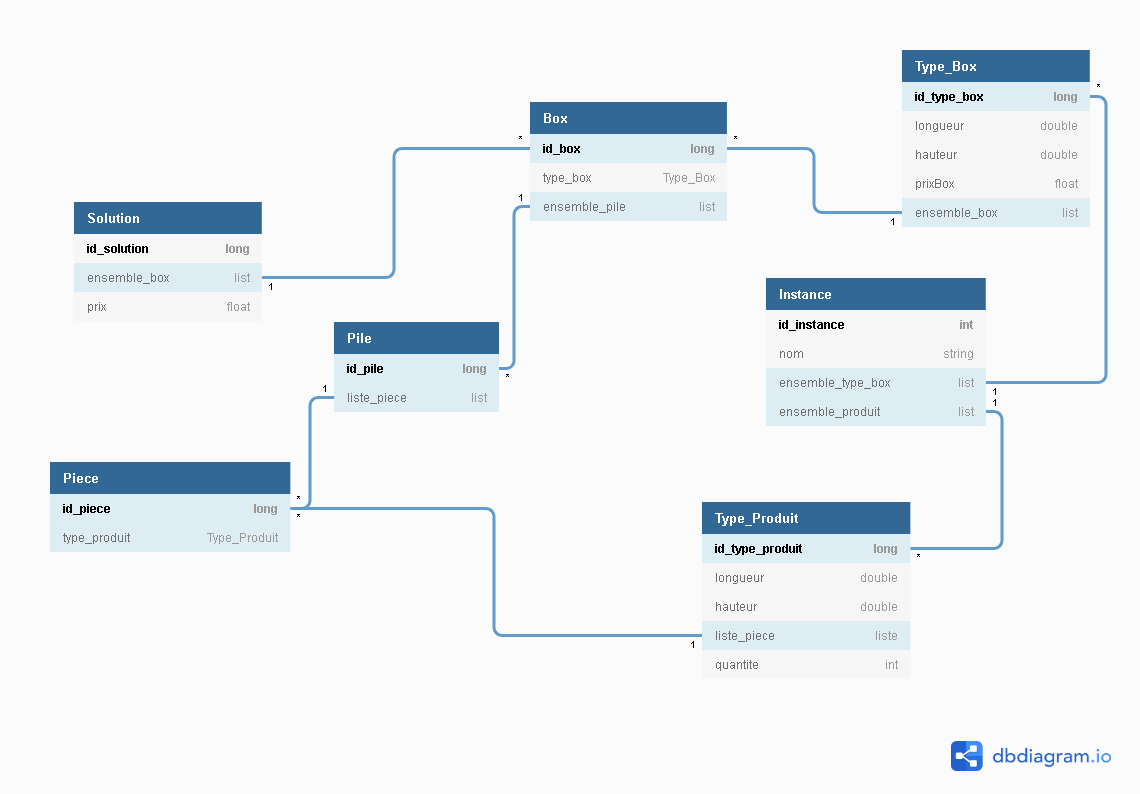 Type_Box
id_type_box long
longueur double
hauteur double
prixBox float
ensemble_box list
*
1
Box
id_box long
type_box Type_Box
ensemble_pile list
*
*
1
Solution
id_solution long
ensemble_box list
prix float
1
Instance
id_instance int
nom string
ensemble_type_box list
ensemble_produit list
1
1
Pile
id_pile long
liste_piece list
*
1
Piece
id_piece long
type_produit Type_Produit
*
*
Type_Produit
id_type_produit long
longueur double
hauteur double
liste_piece liste
quantite int
*
1
dbdiagram.io